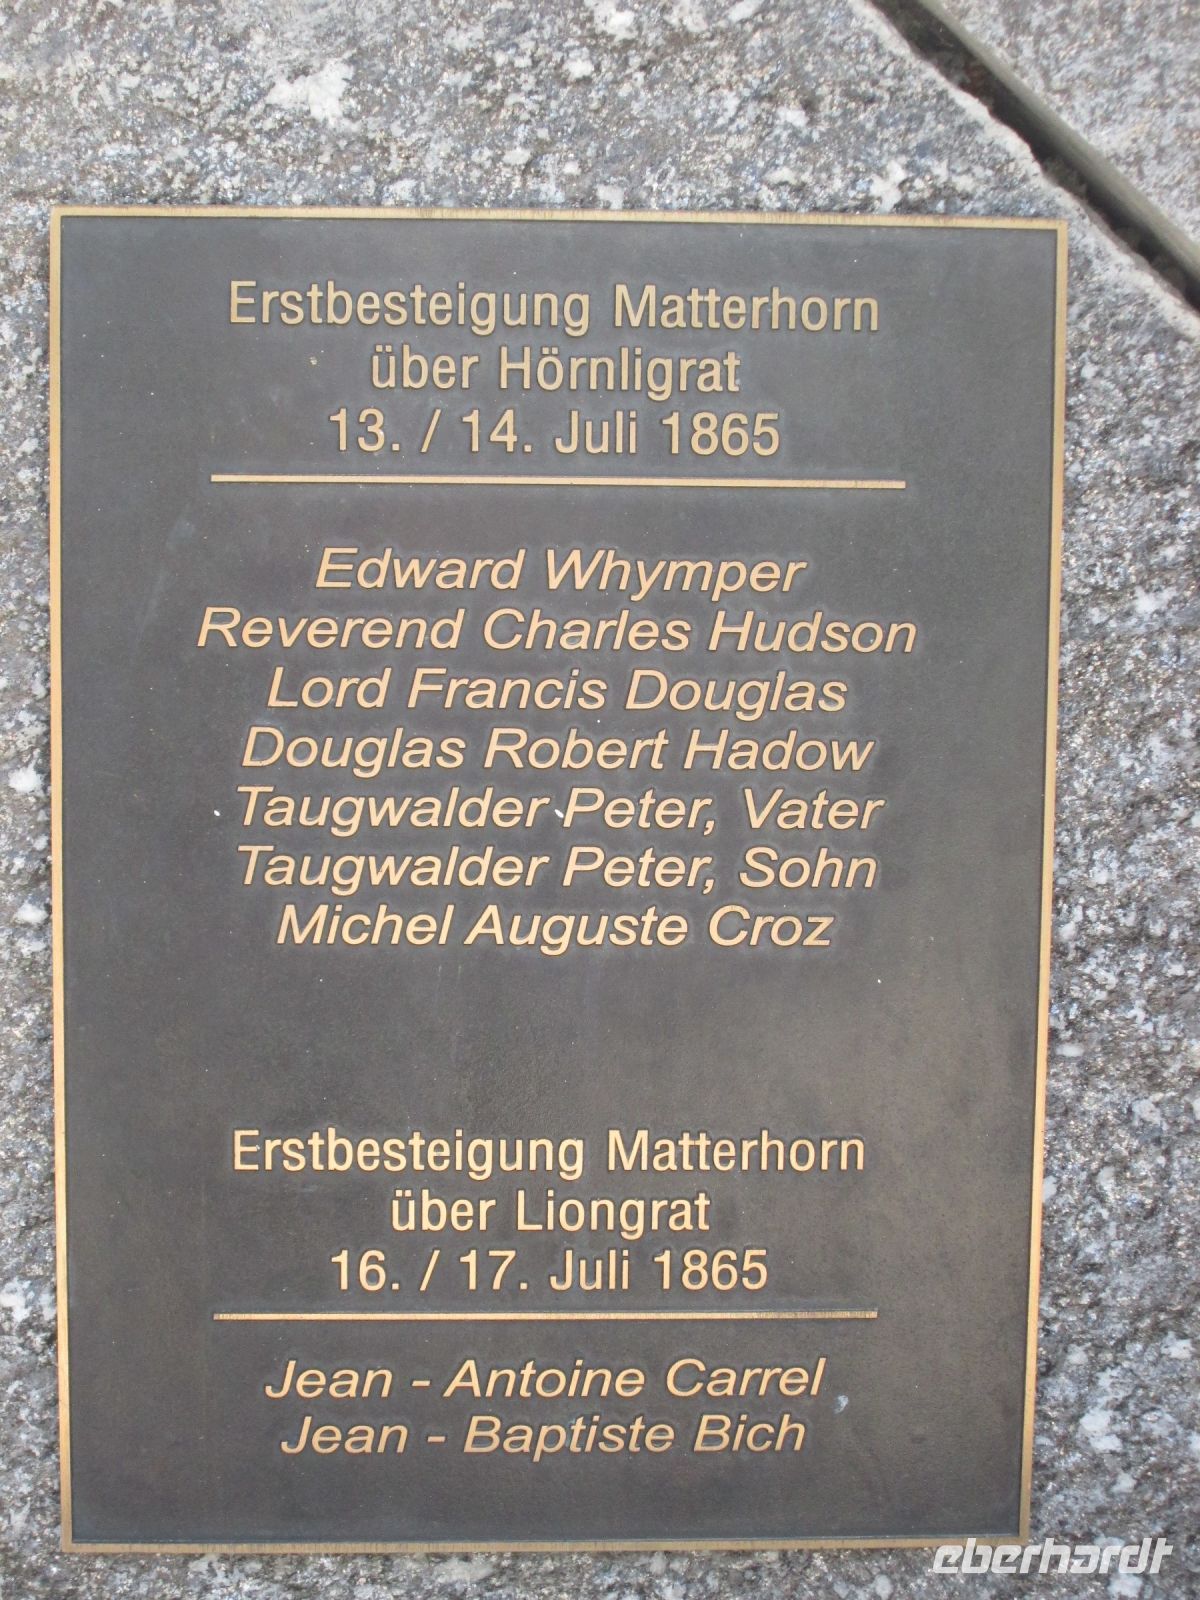 Erstbesteigung Matterhorn
über Hörnligrat
13. / 14. Juli 1865
Edward Whymper
Reverend Charles Hudson
Lord Francis Douglas
Douglas Robert Hadow
Taugwalder Peter, Vater
Taugwalder Peter, Sohn
Michel Auguste Croz
Erstbesteigung Matterhorn
über Liongrat
16. / 17. Juli 1865
Jean - Antoine Carrel
Jean - Baptiste Bich
eberhardt